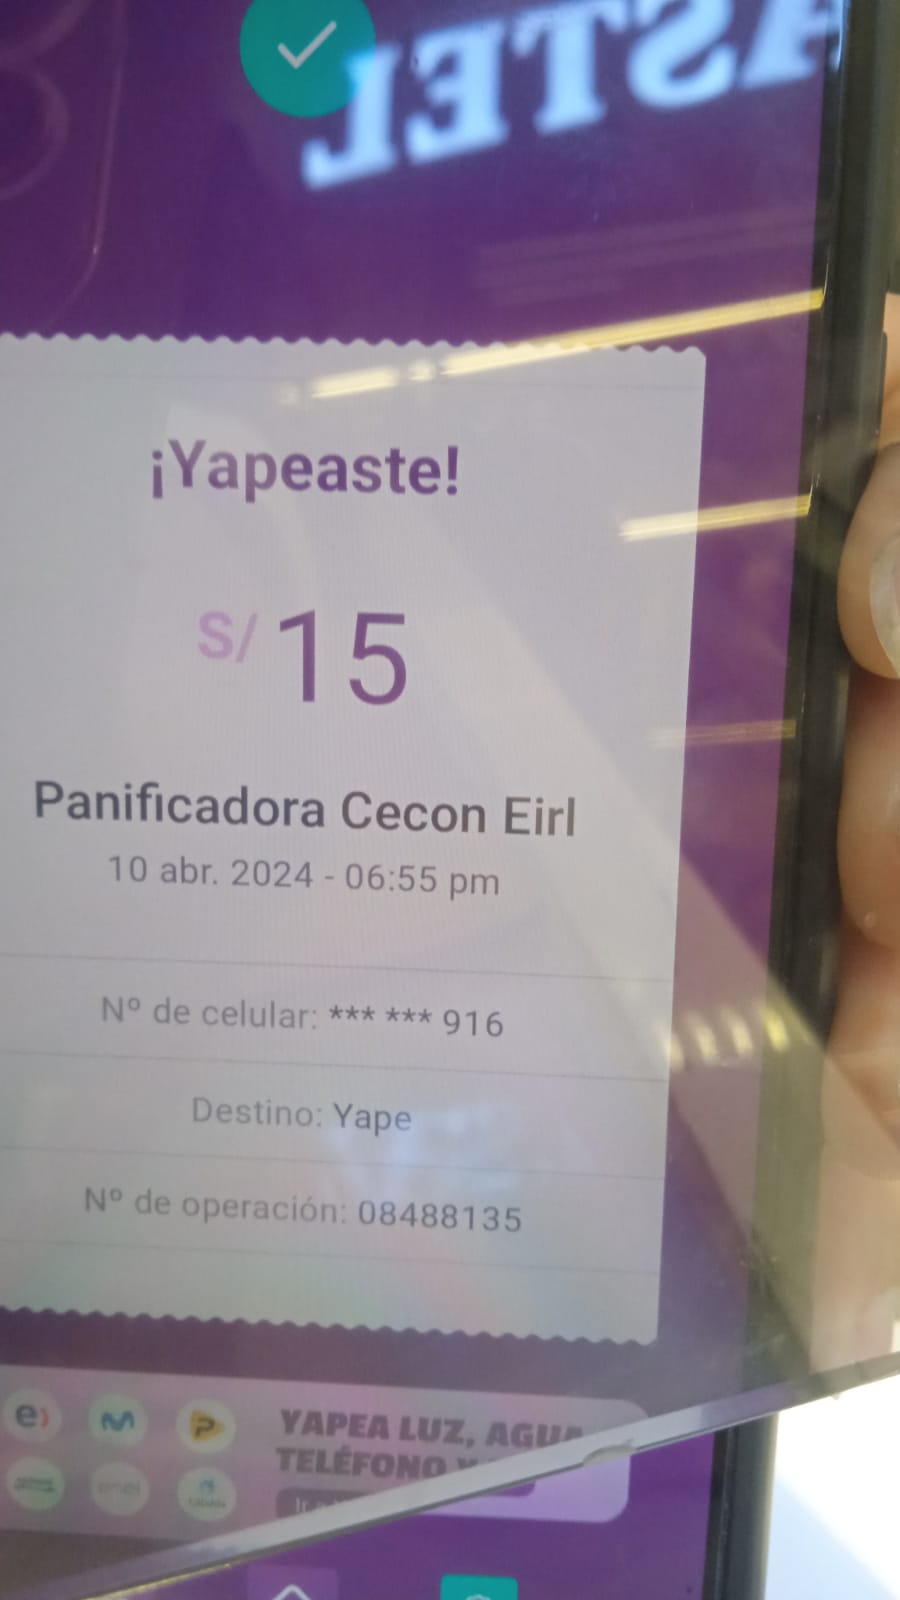 ASTEL
¡Yapeaste!
S/ 15
Panificadora Cecon Eirl
10 abr. 2024 - 06:55 pm
Nº de celular: *** *** 916
Destino: Yape
Nº de operación: 08488135
e)
YAPEA LUZ, AGUA
TELÉFONO Y